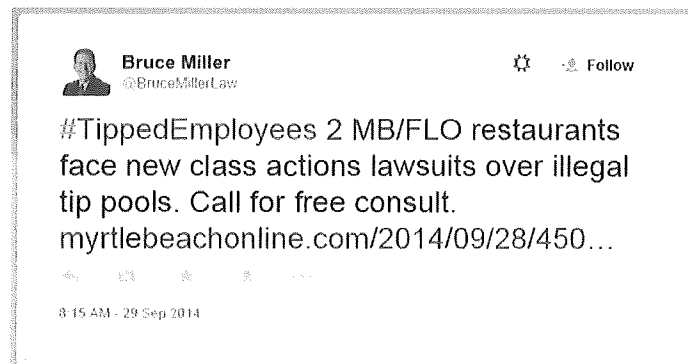 Bruce Miller
@BruceMillerLaw
Follow
#TippedEmployees 2 MB/FLO restaurants
face new class actions lawsuits over illegal
tip pools. Call for free consult.
myrtlebeachonline.com/2014/09/28/450...
8:15 AM - 29 Sep 2014